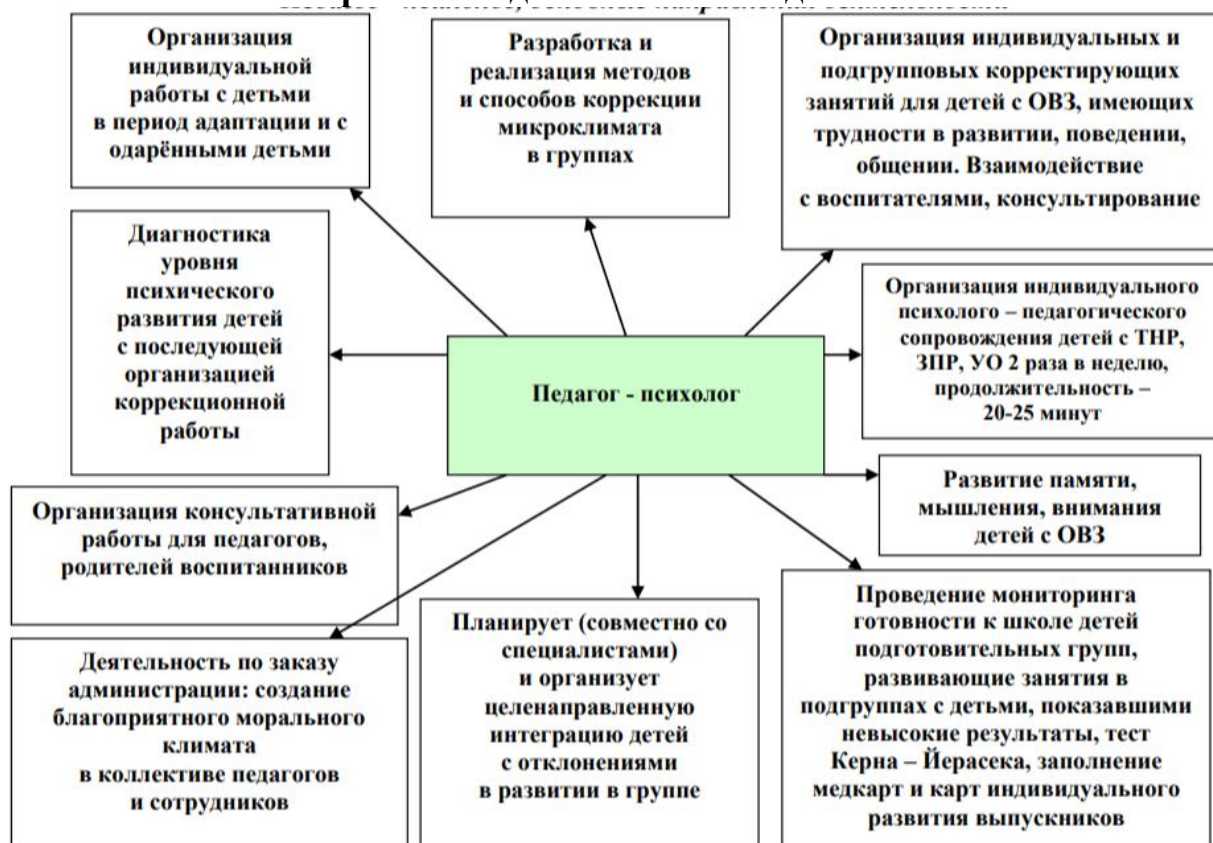 Организация
индивидуальной
работы с детьми
в период адаптации и с
одарёнными детьми
Разработка и
реализация методов
и способов коррекции
микроклимата
в группах
Организация индивидуальных и
подгрупповых корректирующих
занятий для детей с ОВЗ, имеющих
трудности в развитии, поведении,
общении. Взаимодействие
с воспитателями, консультирование
Диагностика
уровня
психического
развития детей
с последующей
организацией
коррекционной
работы
Педагог - психолог
Организация индивидуального
психолого – педагогического
сопровождения детей с ТНР,
ЗПР, УО 2 раза в неделю,
продолжительность –
20-25 минут
Развитие памяти,
мышления, внимания
детей с ОВЗ
Организация консультативной
работы для педагогов,
родителей воспитанников
Деятельность по заказу
администрации: создание
благоприятного морального
климата
в коллективе педагогов
и сотрудников
Планирует (совместно со
специалистами)
и организует
целенаправленную
интеграцию детей
с отклонениями
в развитии в группе
Проведение мониторинга
готовности к школе детей
подготовительных групп,
развивающие занятия в
подгруппах с детьми, показавшими
невысокие результаты, тест
Керна – Йерасека, заполнение
медкарт и карт индивидуального
развития выпускников